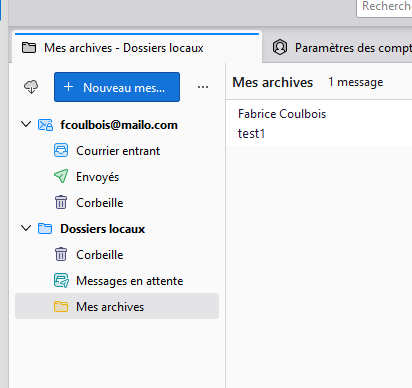 Recherch
Mes archives - Dossiers locaux
Paramètres des compt
+ Nouveau mes... ...
Mes archives 1 message
fcoulbois@mailo.com
Fabrice Coulbois
test1
Courrier entrant
Envoyés
Corbeille
Dossiers locaux
Corbeille
Messages en attente
Mes archives